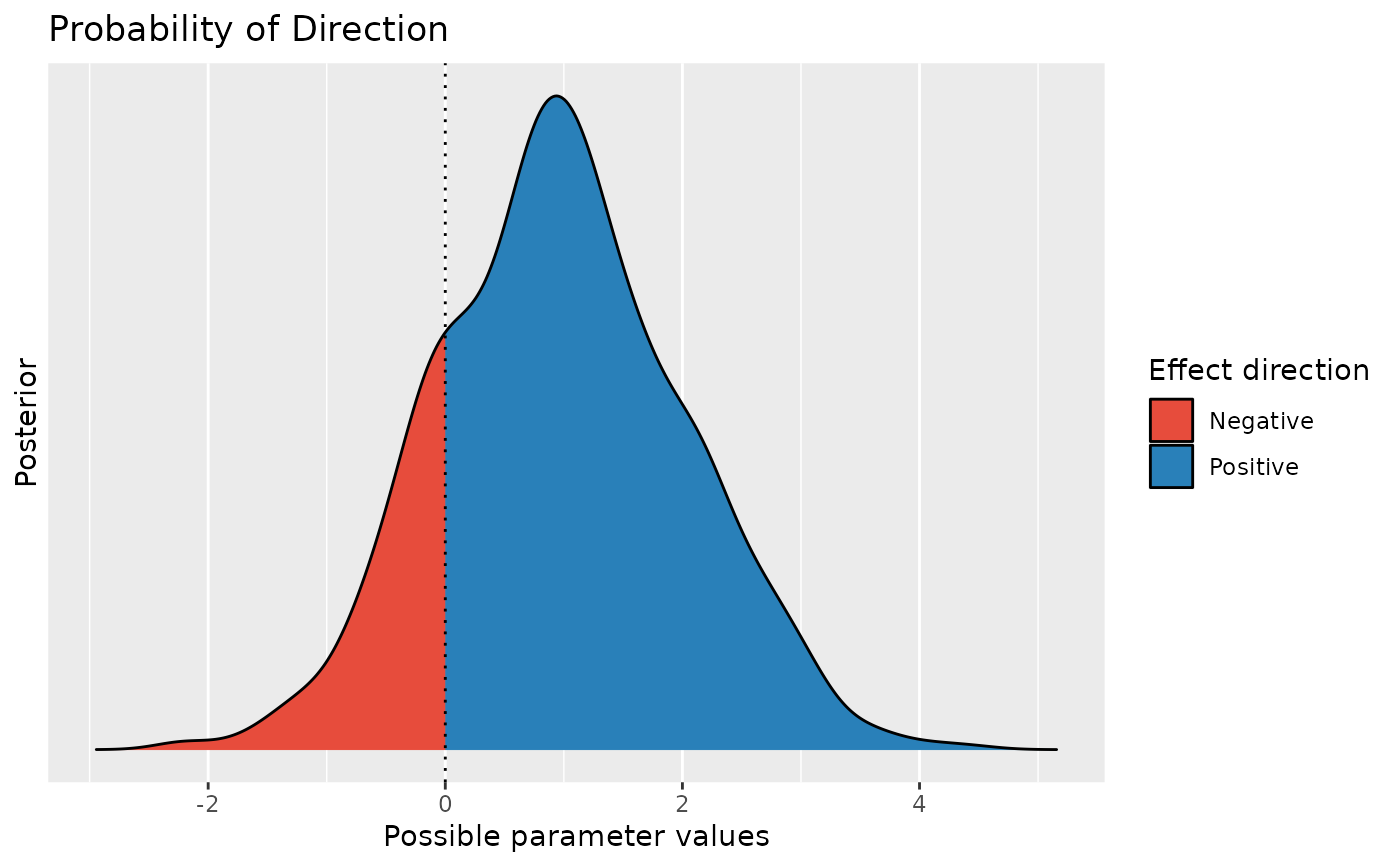 Probability of Direction
Posterior
-2 0 2 4
Possible parameter values
Effect direction
Negative
Positive